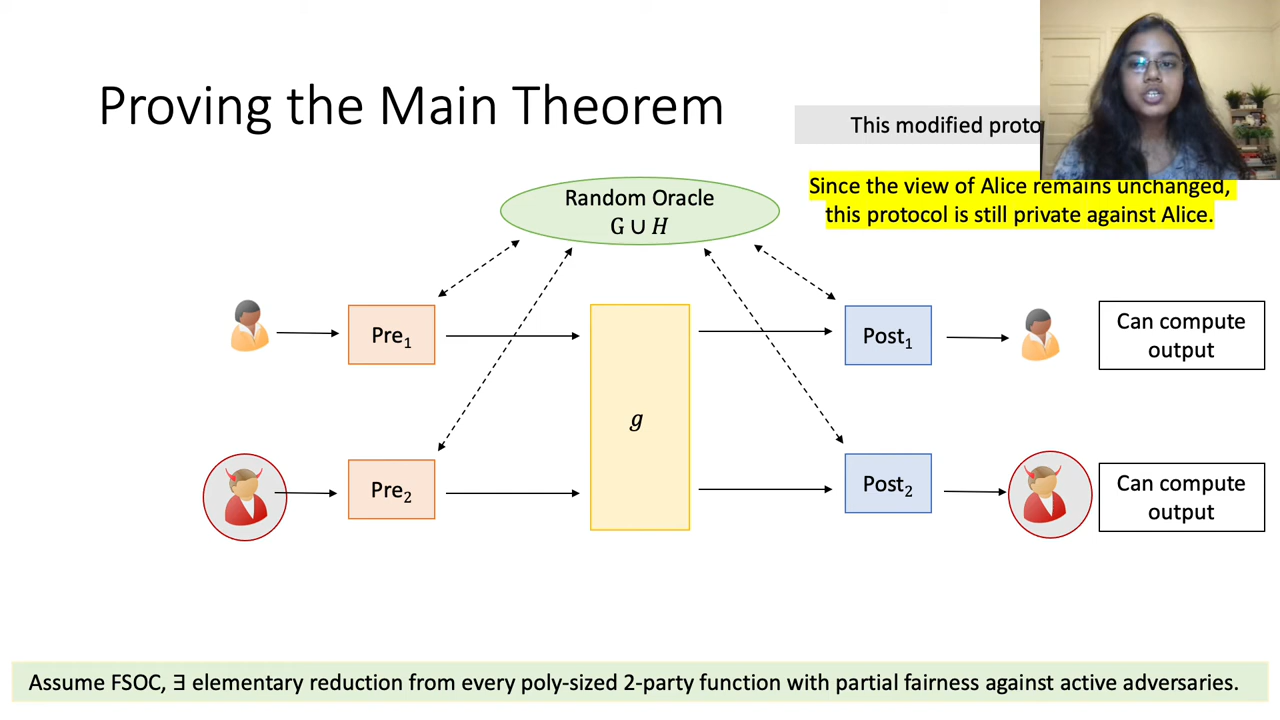 Proving the Main Theorem
This modified proto
Since the view of Alice remains unchanged,
this protocol is still private against Alice.
Random Oracle
G ∪ H
Pre₁
Post₁
Can compute
output
g
Pre₂
Post₂
Can compute
output
Assume FSOC, ∃ elementary reduction from every poly-sized 2-party function with partial fairness against active adversaries.